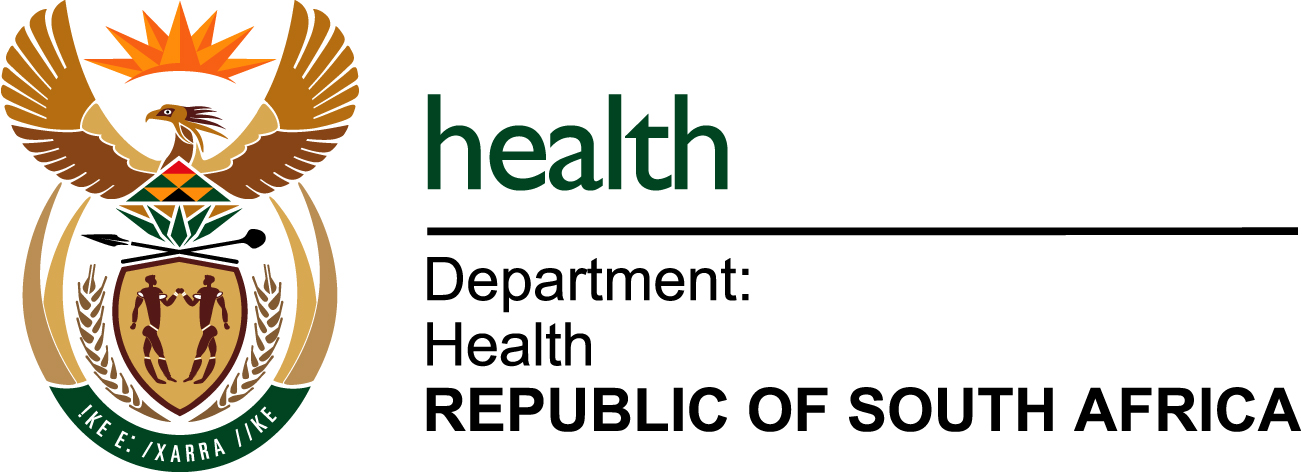 health
Department:
Health
REPUBLIC OF SOUTH AFRICA
!KE E: /XARRA //KE